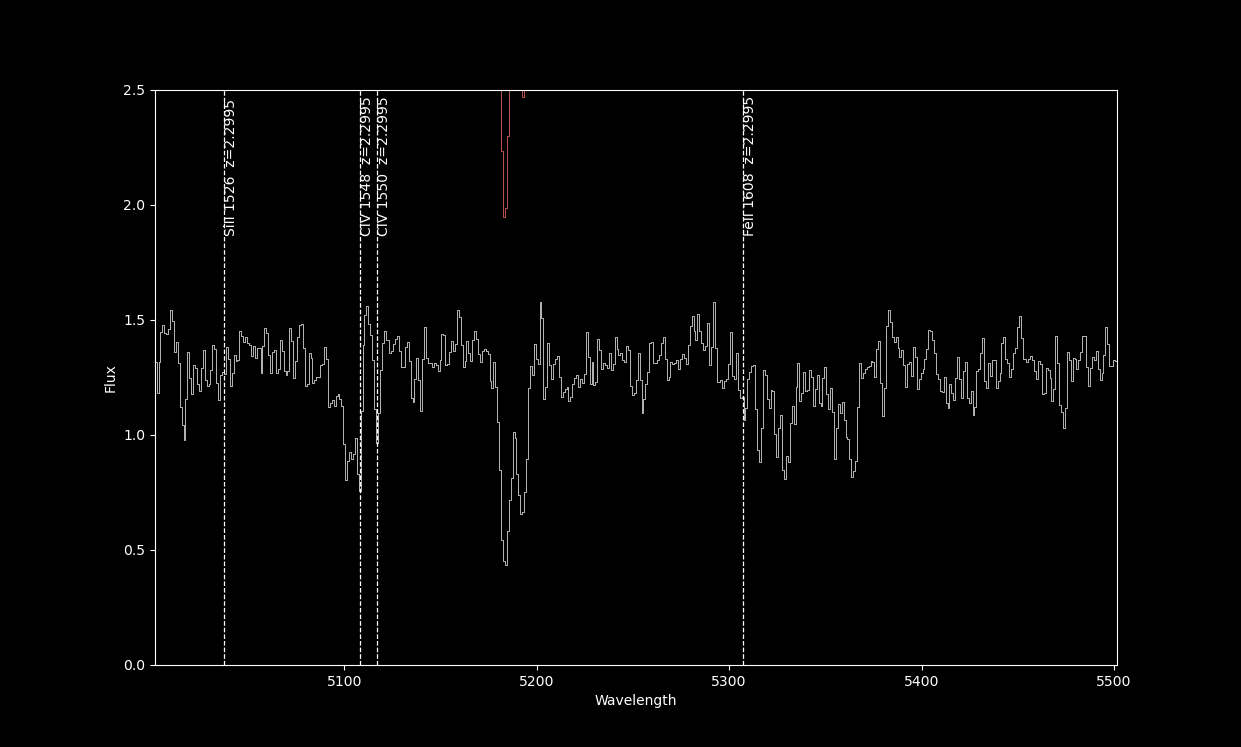 2.5
2.0
1.5
1.0
0.5
0.0
Flux
SiII 1526  z=2.2995
CIV 1548  z=2.2995
CIV 1550  z=2.2995
FeII 1608  z=2.2995
5100
5200
5300
5400
5500
Wavelength